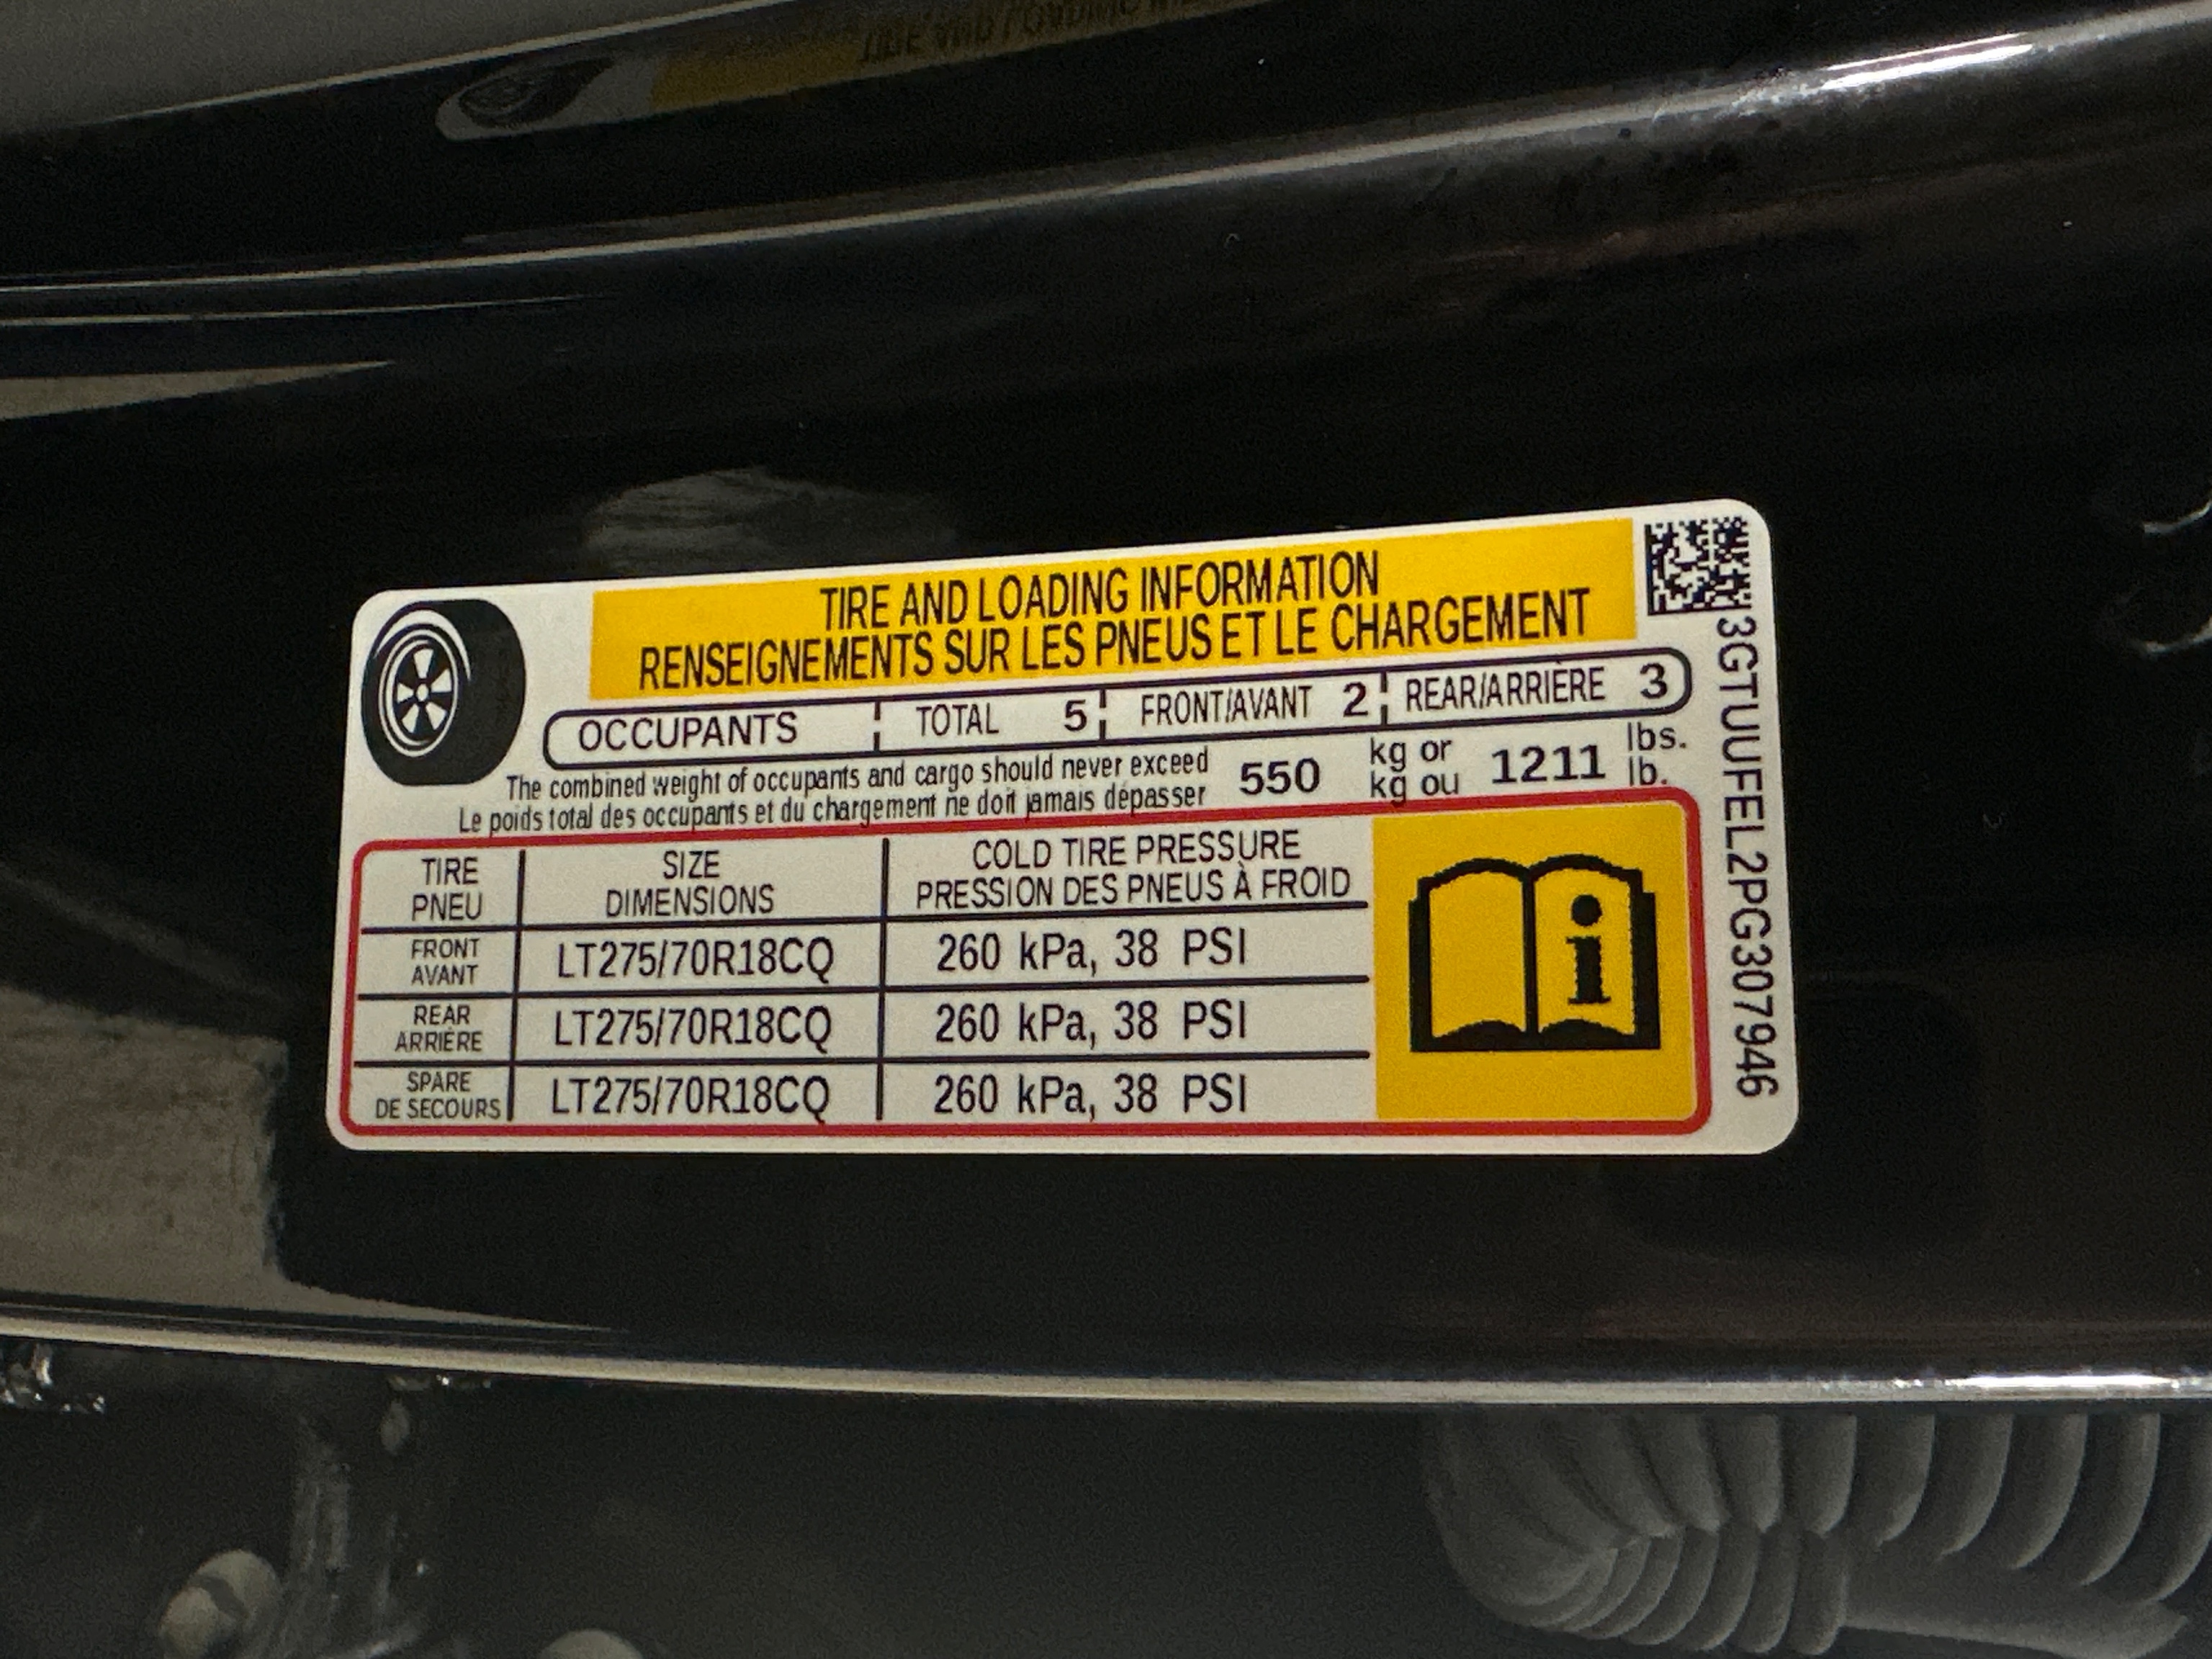 TIRE AND LOADING INFORMATION
RENSEIGNEMENTS SUR LES PNEUS ET LE CHARGEMENT
OCCUPANTS TOTAL 5 FRONT/AVANT 2 REAR/ARRIÈRE 3
The combined weight of occupants and cargo should never exceed 550 kg or 1211 lbs.
Le poids total des occupants et du chargement ne doit jamais dépasser kg ou lb.
TIRE SIZE COLD TIRE PRESSURE
PNEU DIMENSIONS PRESSION DES PNEUS À FROID
FRONT
AVANT LT275/70R18CQ 260 kPa, 38 PSI
REAR
ARRIÈRE LT275/70R18CQ 260 kPa, 38 PSI
SPARE
DE SECOURS LT275/70R18CQ 260 kPa, 38 PSI
i
3GTUUFEL2PG307946